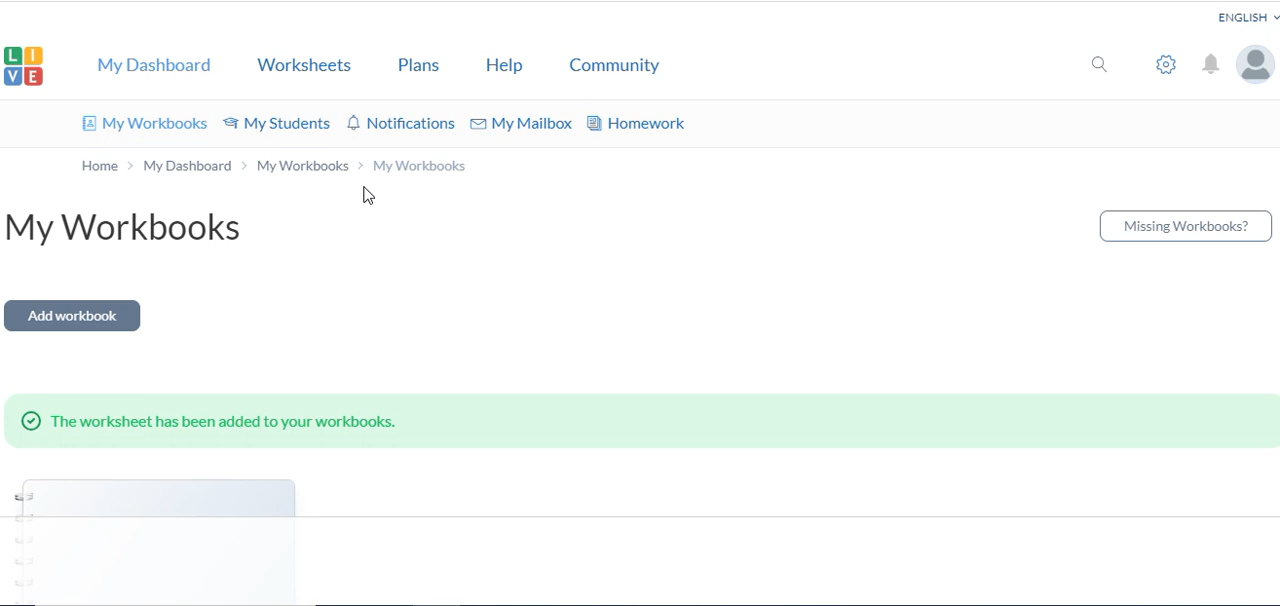 ENGLISH
L I
V E
My Dashboard Worksheets Plans Help Community
My Workbooks My Students Notifications My Mailbox Homework
Home > My Dashboard > My Workbooks > My Workbooks
My Workbooks
Missing Workbooks?
Add workbook
The worksheet has been added to your workbooks.